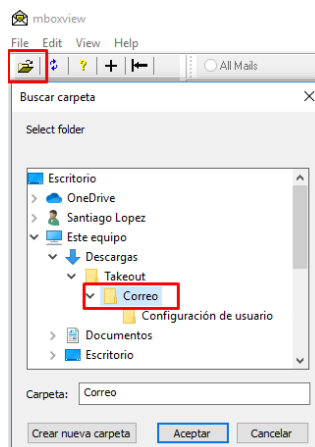 mboxview
File Edit View Help
All Mails
Buscar carpeta
Select folder
Escritorio
OneDrive
Santiago Lopez
Este equipo
Descargas
Takeout
Correo
Configuración de usuario
Documentos
Escritorio
Carpeta: Correo
Crear nueva carpeta Aceptar Cancelar